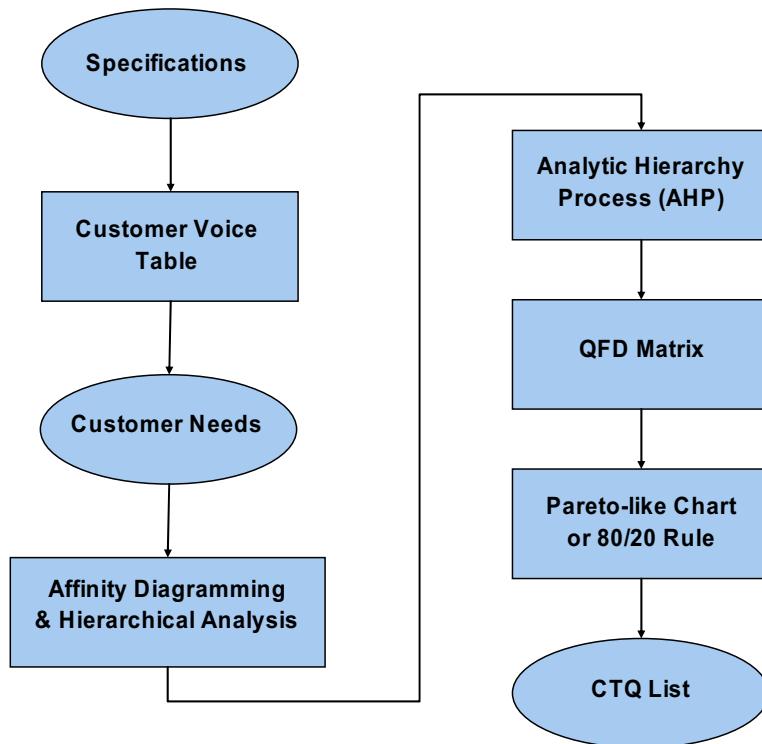 Specifications
Customer Voice
Table
Customer Needs
Affinity Diagramming
& Hierarchical Analysis
Analytic Hierarchy
Process (AHP)
QFD Matrix
Pareto-like Chart
or 80/20 Rule
CTQ List